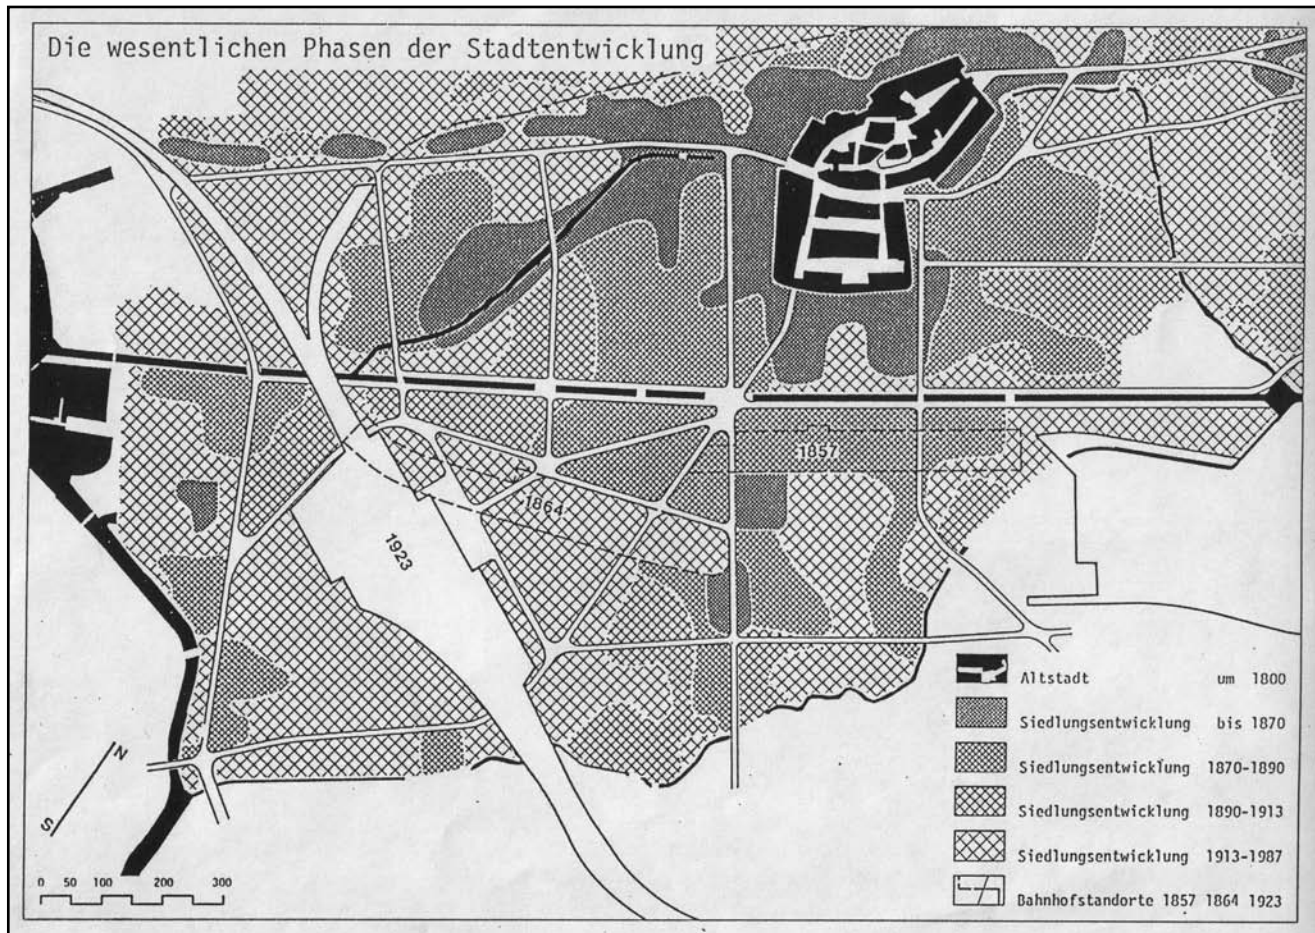 Die wesentlichen Phasen der Stadtentwicklung
1857
1864
1923
N
S
0 50 100 200 300
Altstadt um 1800
Siedlungsentwicklung bis 1870
Siedlungsentwicklung 1870-1890
Siedlungsentwicklung 1890-1913
Siedlungsentwicklung 1913-1987
Bahnhofstandorte 1857 1864 1923